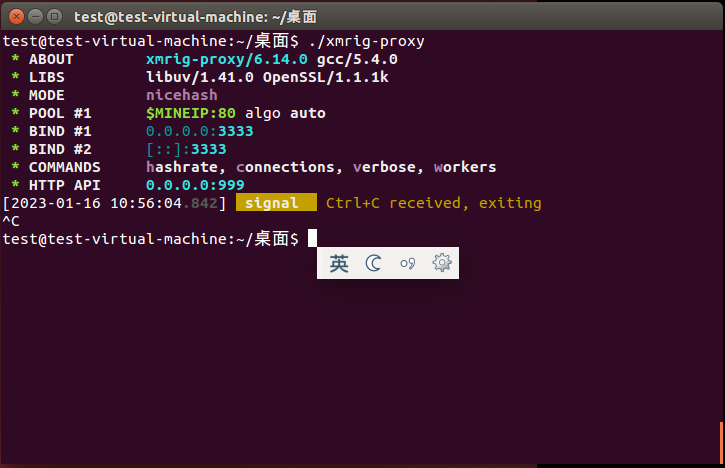 test@test-virtual-machine: ~/桌面
test@test-virtual-machine:~/桌面$ ./xmrig-proxy
* ABOUT xmrig-proxy/6.14.0 gcc/5.4.0
* LIBS libuv/1.41.0 OpenSSL/1.1.1k
* MODE nicehash
* POOL #1 $MINEIP:80 algo auto
* BIND #1 0.0.0.0:3333
* BIND #2 [::]:3333
* COMMANDS hashrate, connections, verbose, workers
* HTTP API 0.0.0.0:999
[2023-01-16 10:56:04.842] signal Ctrl+C received, exiting
^C
test@test-virtual-machine:~/桌面$
英